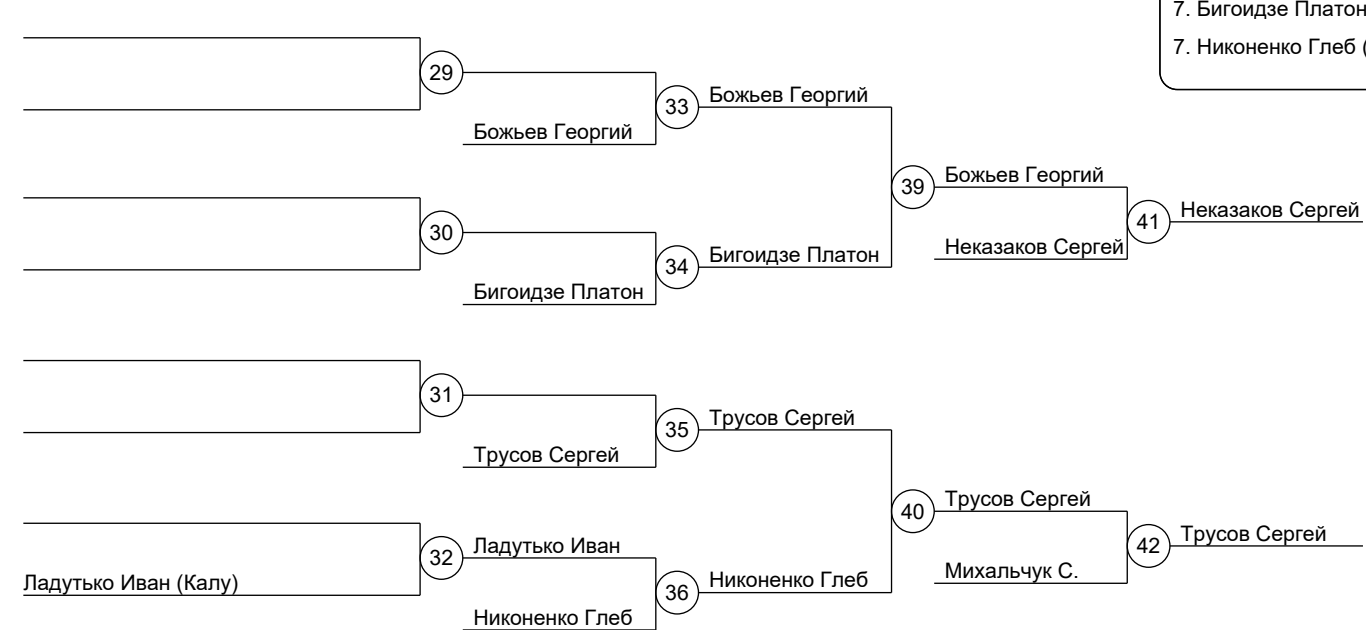 7. Бигоидзе Платон
7. Никоненко Глеб (
29
33
Божьев Георгий
Божьев Георгий
39
Божьев Георгий
41
Неказаков Сергей
30
34
Бигоидзе Платон
Неказаков Сергей
Бигоидзе Платон
31
35
Трусов Сергей
Трусов Сергей
40
Трусов Сергей
42
Трусов Сергей
32
Ладутько Иван
Ладутько Иван (Калу)
36
Никоненко Глеб
Михальчук С.
Никоненко Глеб